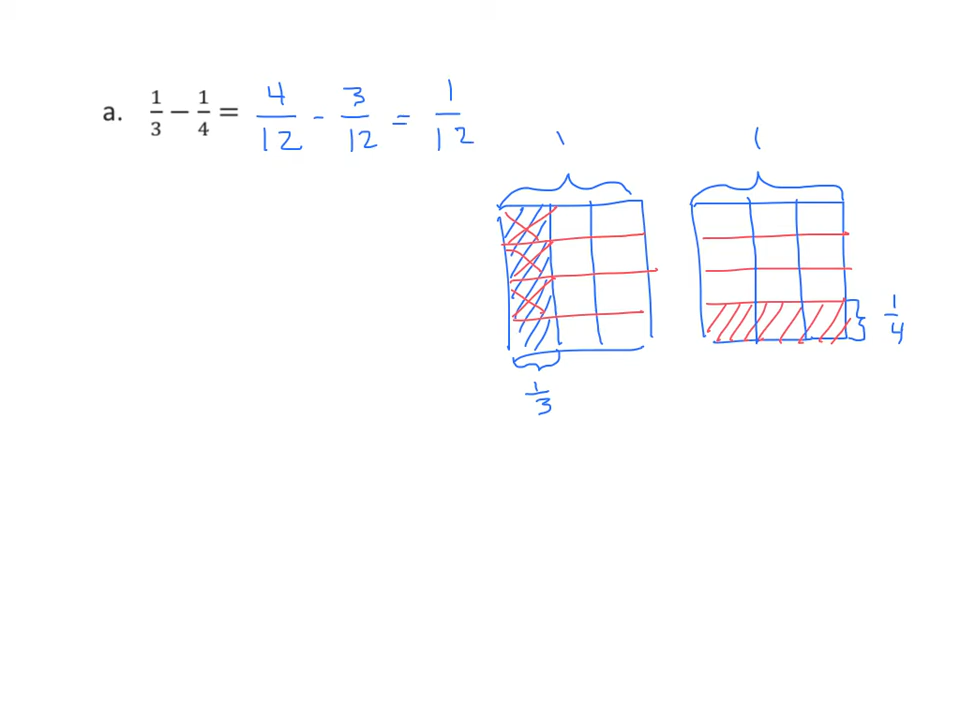 a. 1/3 − 1/4 = 4/12 - 3/12 = 1/12
1 1
1/4
1/3